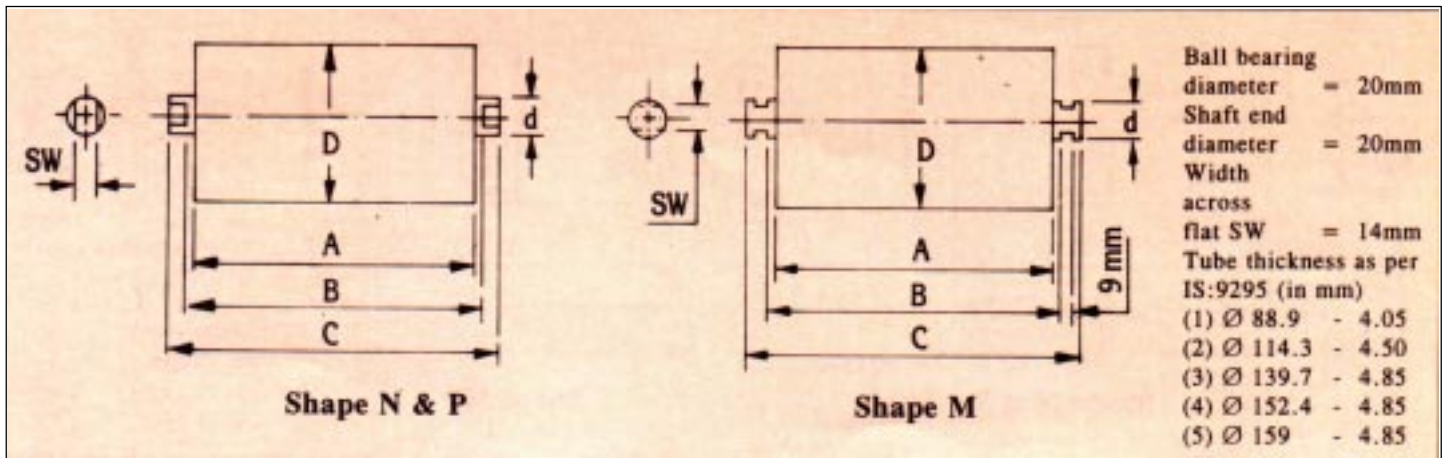 SW
D
d
A
B
C
Shape N & P
SW
D
d
A
B
C
9 mm
Shape M
Ball bearing
diameter = 20mm
Shaft end
diameter = 20mm
Width
across
flat SW = 14mm
Tube thickness as per
IS:9295 (in mm)
(1) Ø 88.9 - 4.05
(2) Ø 114.3 - 4.50
(3) Ø 139.7 - 4.85
(4) Ø 152.4 - 4.85
(5) Ø 159 - 4.85